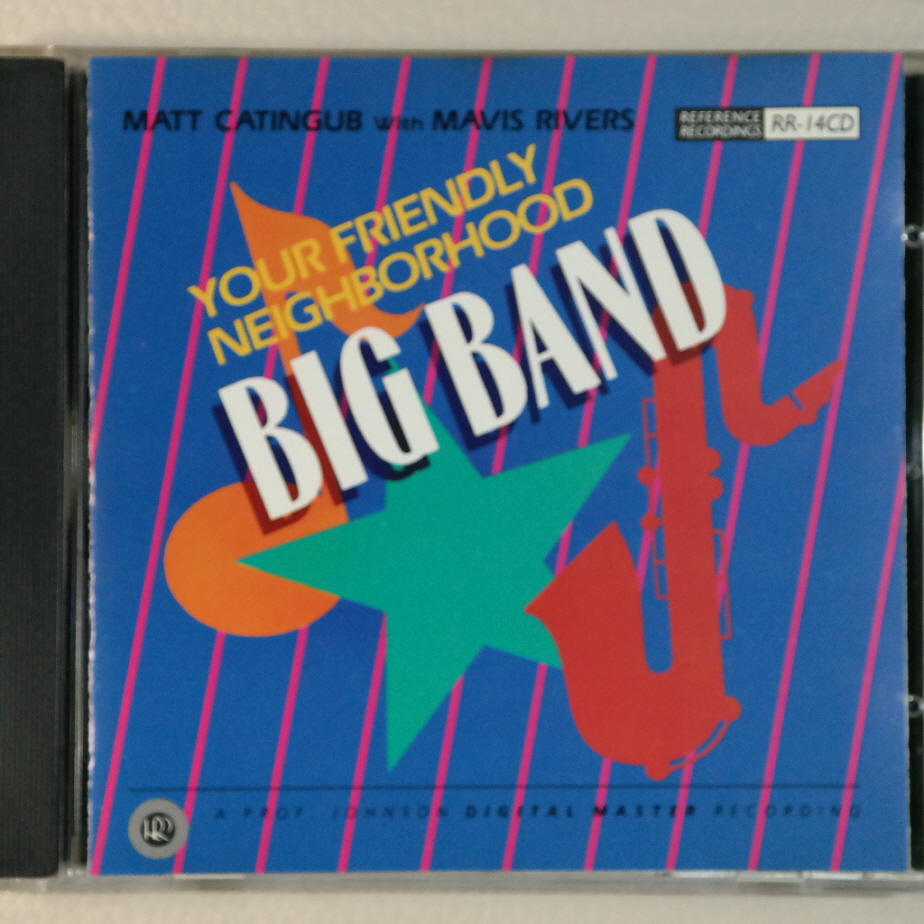 MATT CATINGUB with MAVIS RIVERS
REFERENCE
RECORDINGS
RR-14CD
YOUR FRIENDLY
NEIGHBORHOOD
BIG BAND
RR
A PROF. JOHNSON DIGITAL MASTER RECORDING